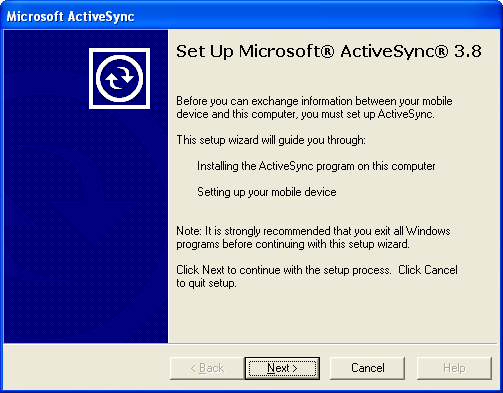 Microsoft ActiveSync
Set Up Microsoft® ActiveSync® 3.8
Before you can exchange information between your mobile
device and this computer, you must set up ActiveSync.
This setup wizard will guide you through:
Installing the ActiveSync program on this computer
Setting up your mobile device
Note: It is strongly recommended that you exit all Windows
programs before continuing with this setup wizard.
Click Next to continue with the setup process.  Click Cancel
to quit setup.
< Back
Next >
Cancel
Help